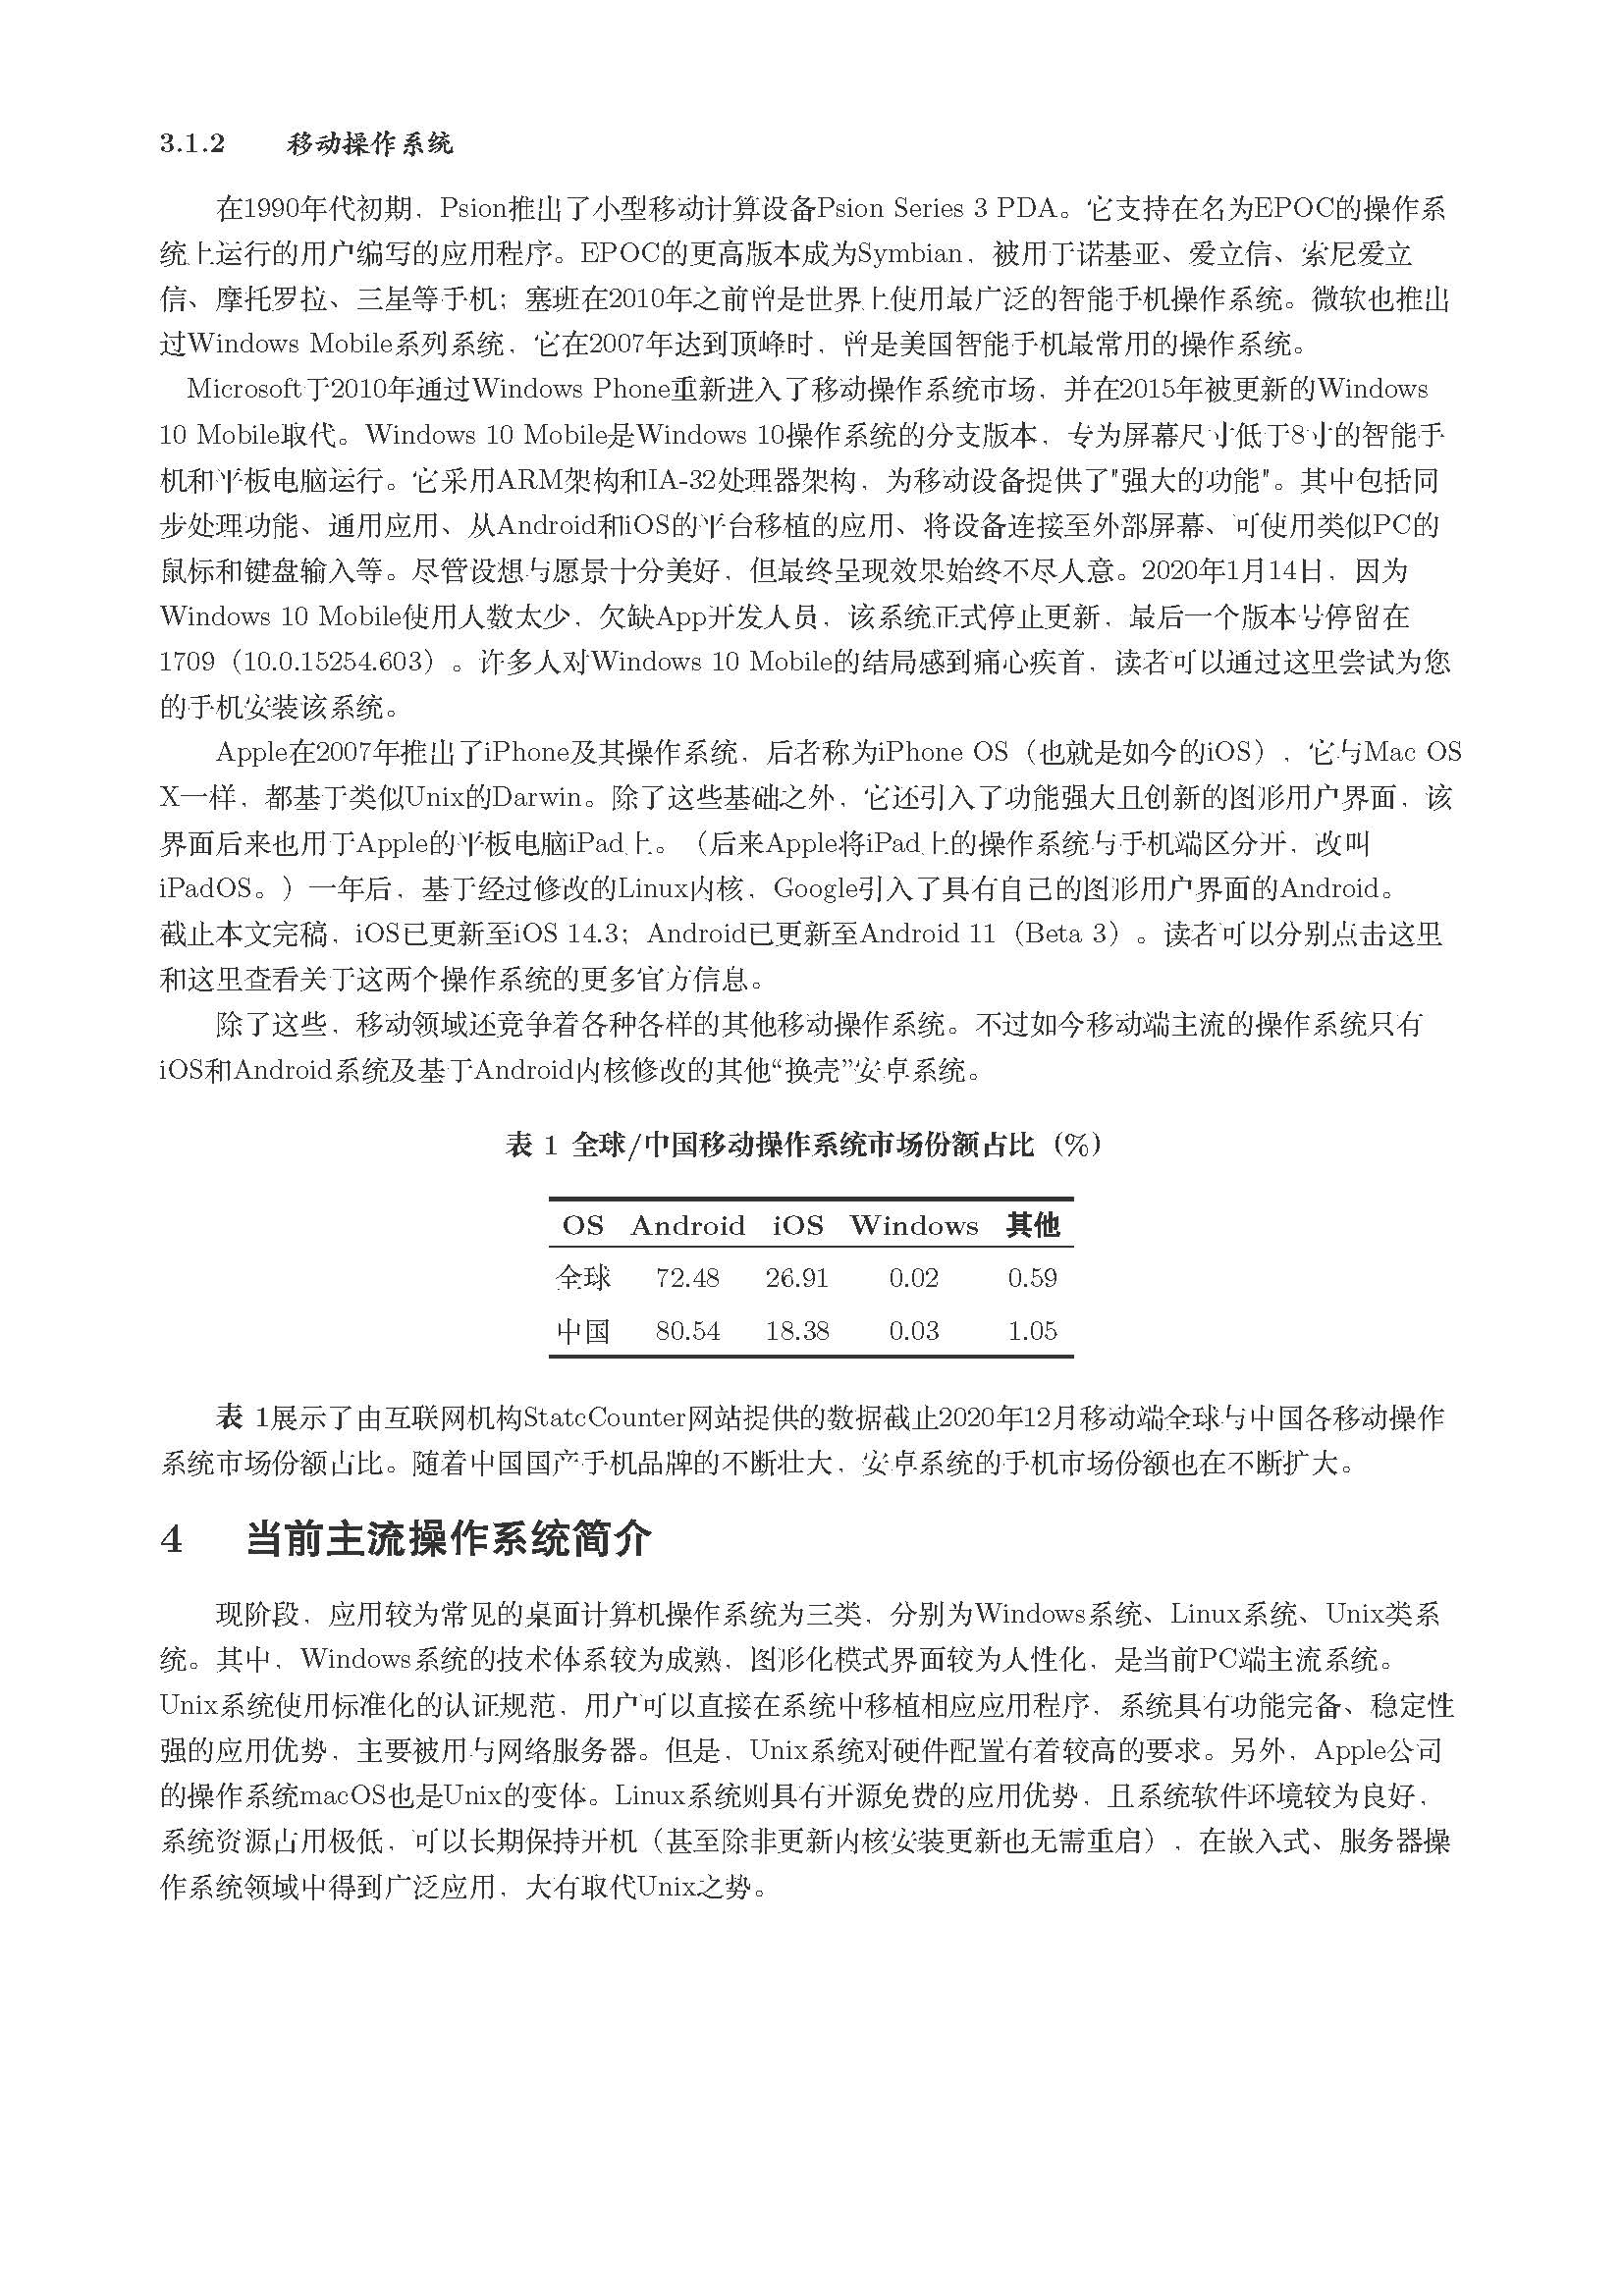 3.1.2 移动操作系统
在1990年代初期，Psion推出了小型移动计算设备Psion Series 3 PDA。它支持在名为EPOC的操作系
统上运行的用户编写的应用程序。EPOC的更高版本成为Symbian，被用于诺基亚、爱立信、索尼爱立
信、摩托罗拉、三星等手机；塞班在2010年之前曾是世界上使用最广泛的智能手机操作系统。微软也推出
过Windows Mobile系列系统，它在2007年达到顶峰时，曾是美国智能手机最常用的操作系统。
Microsoft于2010年通过Windows Phone重新进入了移动操作系统市场，并在2015年被更新的Windows
10 Mobile取代。Windows 10 Mobile是Windows 10操作系统的分支版本，专为屏幕尺寸低于8寸的智能手
机和平板电脑运行。它采用ARM架构和IA-32处理器架构，为移动设备提供了"强大的功能"。其中包括同
步处理功能、通用应用、从Android和iOS的平台移植的应用、将设备连接至外部屏幕、可使用类似PC的
鼠标和键盘输入等。尽管设想与愿景十分美好，但最终呈现效果始终不尽人意。2020年1月14日，因为
Windows 10 Mobile使用人数太少，欠缺App开发人员，该系统正式停止更新，最后一个版本号停留在
1709（10.0.15254.603）。许多人对Windows 10 Mobile的结局感到痛心疾首，读者可以通过这里尝试为您
的手机安装该系统。
Apple在2007年推出了iPhone及其操作系统，后者称为iPhone OS（也就是如今的iOS），它与Mac OS
X一样，都基于类似Unix的Darwin。除了这些基础之外，它还引入了功能强大且创新的图形用户界面，该
界面后来也用于Apple的平板电脑iPad上。（后来Apple将iPad上的操作系统与手机端区分开，改叫
iPadOS。）一年后，基于经过修改的Linux内核，Google引入了具有自己的图形用户界面的Android。
截止本文完稿，iOS已更新至iOS 14.3；Android已更新至Android 11（Beta 3）。读者可以分别点击这里
和这里查看关于这两个操作系统的更多官方信息。
除了这些，移动领域还竞争着各种各样的其他移动操作系统。不过如今移动端主流的操作系统只有
iOS和Android系统及基于Android内核修改的其他“换壳”安卓系统。
表 1 全球/中国移动操作系统市场份额占比（%）
OS Android iOS Windows 其他
全球 72.48 26.91 0.02 0.59
中国 80.54 18.38 0.03 1.05
表 1展示了由互联网机构StatcCounter网站提供的数据截止2020年12月移动端全球与中国各移动操作
系统市场份额占比。随着中国国产手机品牌的不断壮大，安卓系统的手机市场份额也在不断扩大。
4 当前主流操作系统简介
现阶段，应用较为常见的桌面计算机操作系统为三类，分别为Windows系统、Linux系统、Unix类系
统。其中，Windows系统的技术体系较为成熟，图形化模式界面较为人性化，是当前PC端主流系统。
Unix系统使用标准化的认证规范，用户可以直接在系统中移植相应应用程序，系统具有功能完备、稳定性
强的应用优势，主要被用与网络服务器。但是，Unix系统对硬件配置有着较高的要求。另外，Apple公司
的操作系统macOS也是Unix的变体。Linux系统则具有开源免费的应用优势，且系统软件环境较为良好，
系统资源占用极低，可以长期保持开机（甚至除非更新内核安装更新也无需重启），在嵌入式、服务器操
作系统领域中得到广泛应用，大有取代Unix之势。